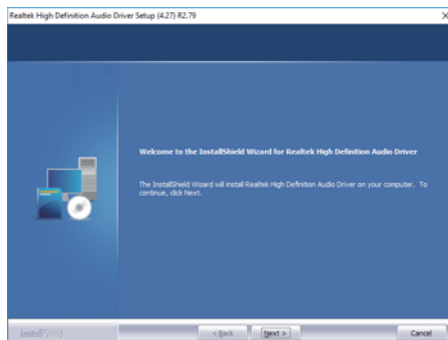 Realtek High Definition Audio Driver Setup (4.27) R2.79
Welcome to the InstallShield Wizard for Realtek High Definition Audio Driver
The InstallShield Wizard will install Realtek High Definition Audio Driver on your computer. To
continue, click Next.
InstallShield
< Back
Next >
Cancel